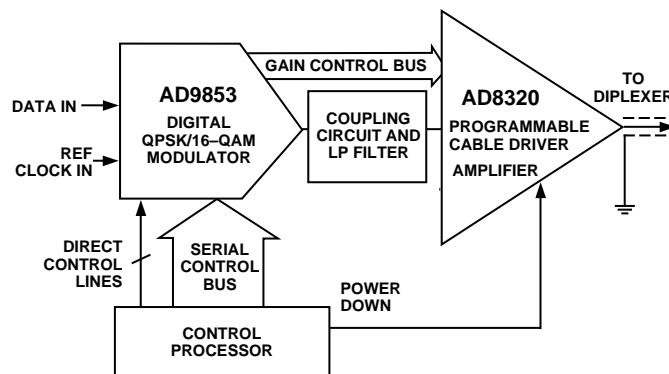 GAIN CONTROL BUS
AD9853
DIGITAL
QPSK/16–QAM
MODULATOR
DATA IN
REF
CLOCK IN
COUPLING
CIRCUIT AND
LP FILTER
AD8320
PROGRAMMABLE
CABLE DRIVER
AMPLIFIER
TO
DIPLEXER
DIRECT
CONTROL
LINES
SERIAL
CONTROL
BUS
POWER
DOWN
CONTROL
PROCESSOR